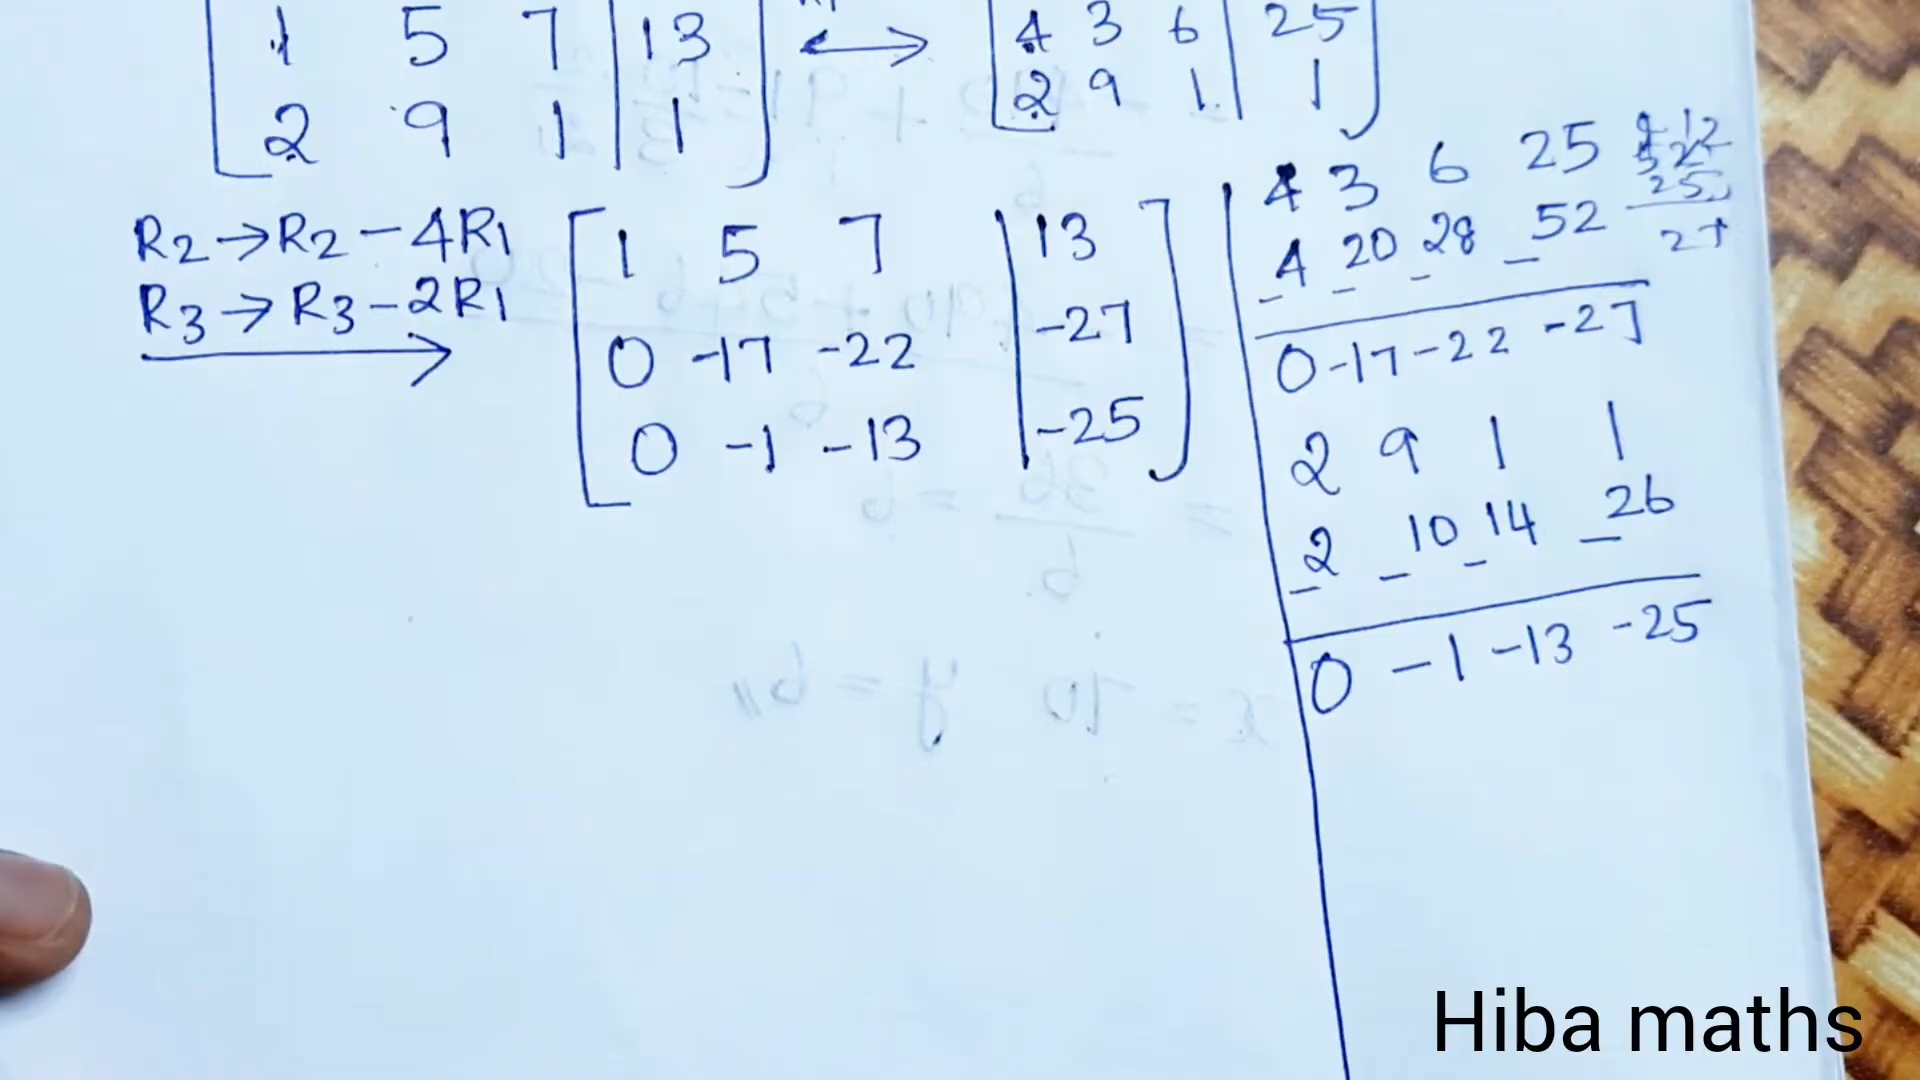 1 5 7 | 13 ⟷ 4 3 6 | 25
2 9 1 | 1 2 9 1 | 1
R2→R2-4R1
R3→R3-2R1
1 5 7 | 13
0 -17 -22 | -27
0 -1 -13 | -25
4 3 6 25
4 20 28 52
- - - -
0 -17 -22 -27
2 9 1 1
2 10 14 26
- - - -
0 -1 -13 -25
Hiba maths